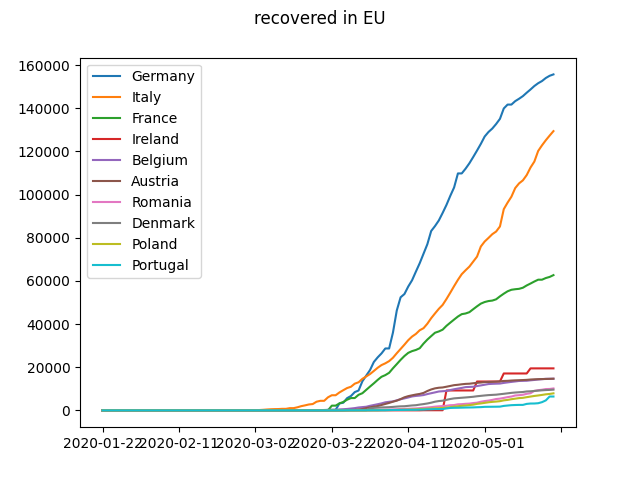 recovered in EU
160000
140000
120000
100000
80000
60000
40000
20000
0
Germany
Italy
France
Ireland
Belgium
Austria
Romania
Denmark
Poland
Portugal
2020-01-22 2020-02-11 2020-03-02 2020-03-22 2020-04-11 2020-05-01